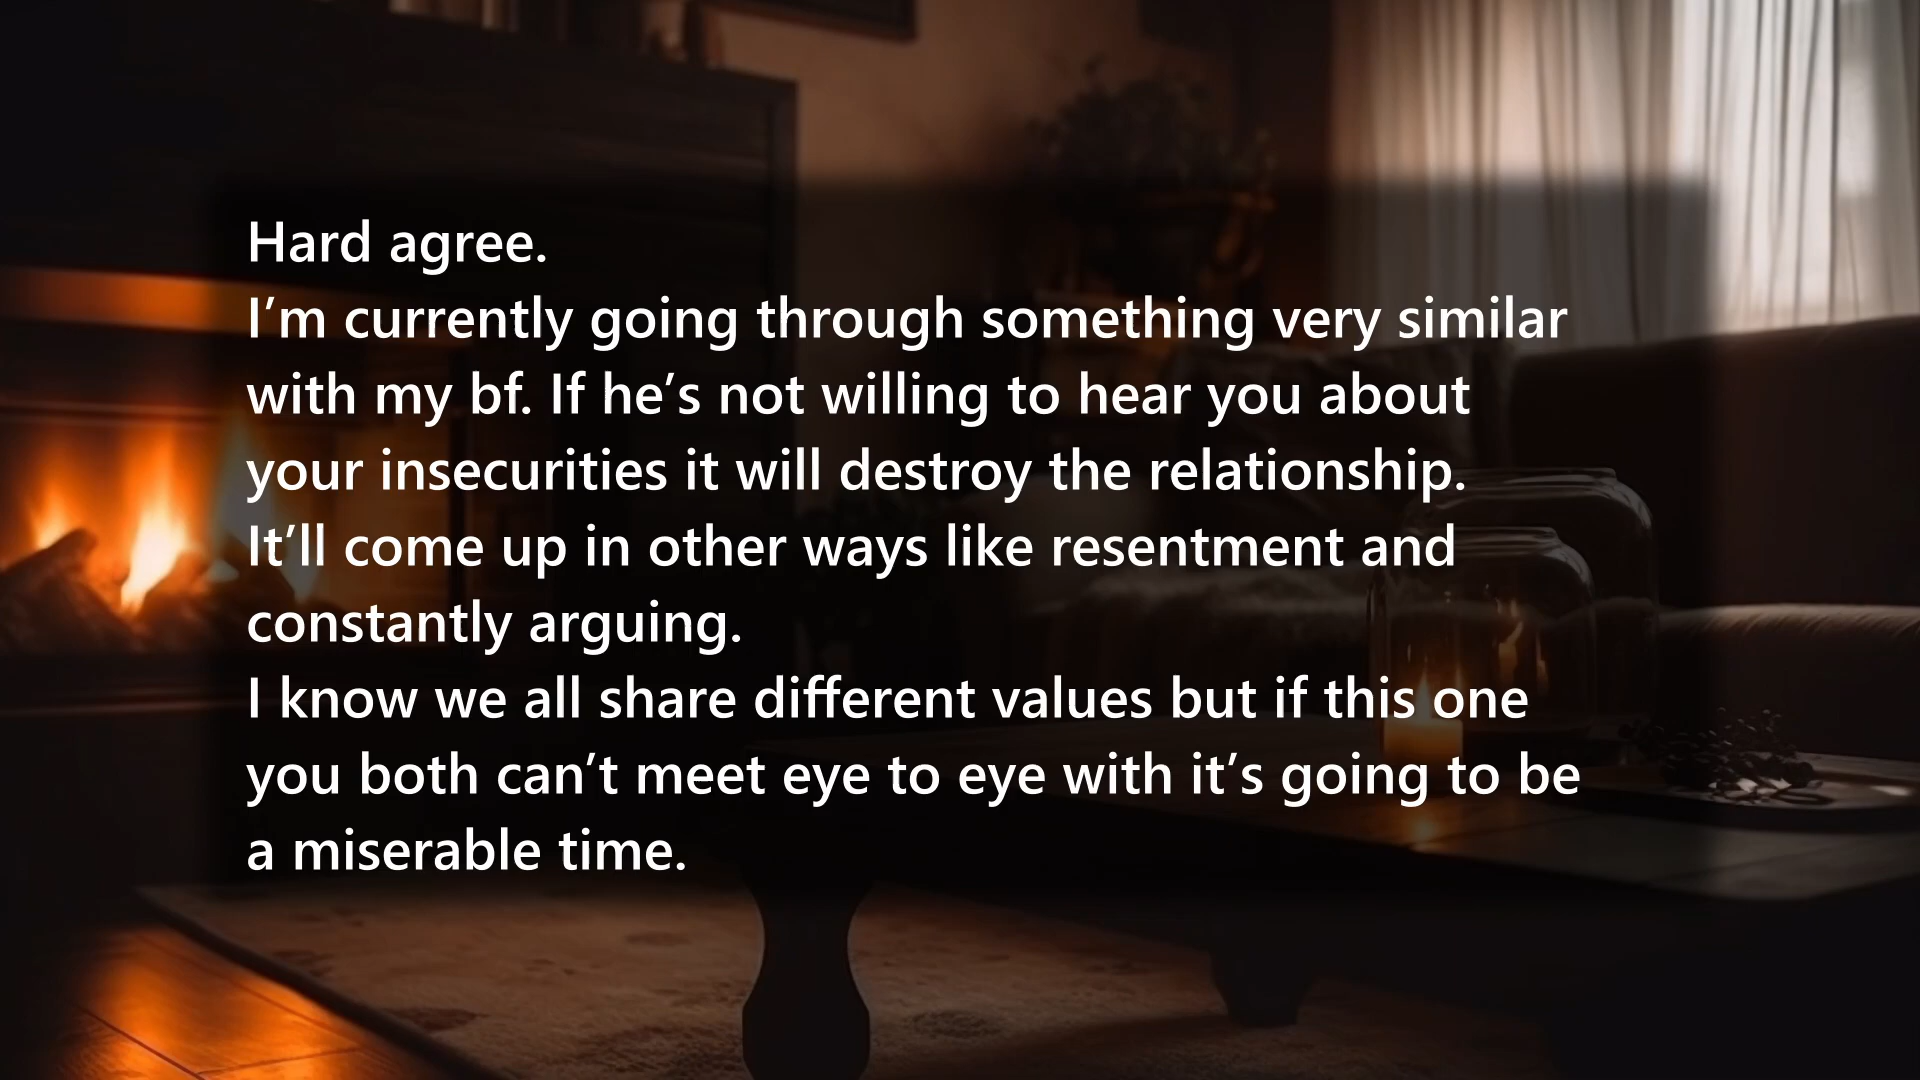 Hard agree.
I’m currently going through something very similar
with my bf. If he’s not willing to hear you about
your insecurities it will destroy the relationship.
It’ll come up in other ways like resentment and
constantly arguing.
I know we all share different values but if this one
you both can’t meet eye to eye with it’s going to be
a miserable time.